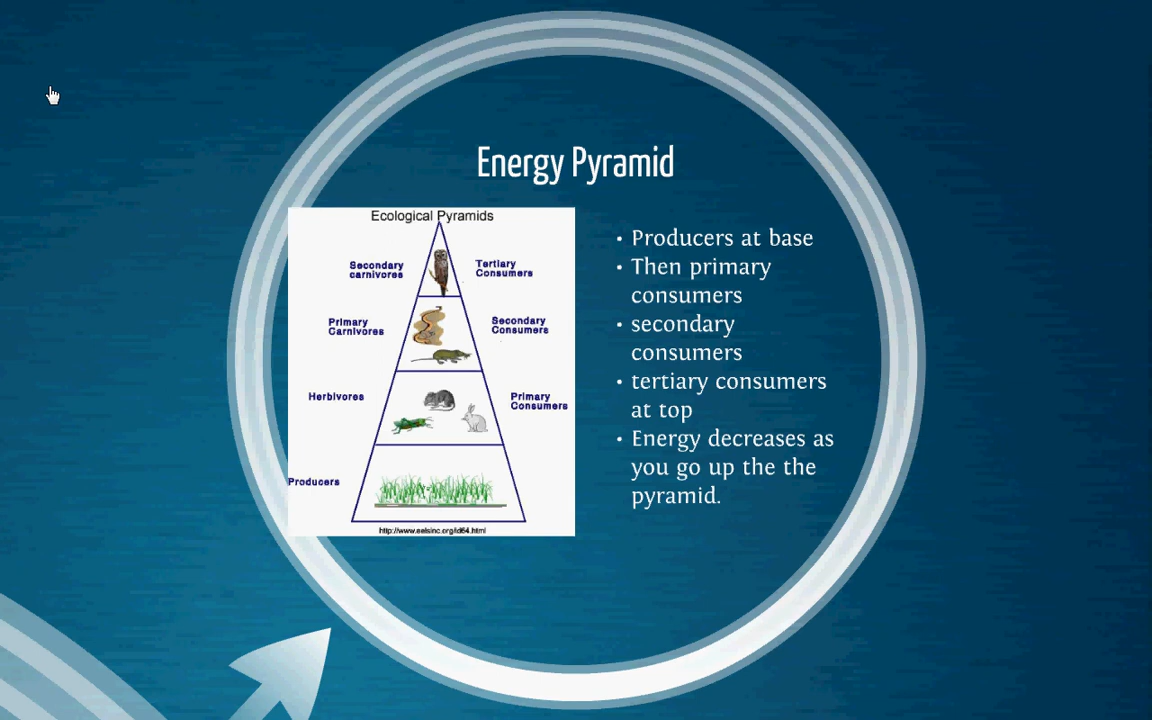 Energy Pyramid
Ecological Pyramids
Secondary
carnivores
Tertiary
Consumers
Primary
Carnivores
Secondary
Consumers
Herbivores
Primary
Consumers
Producers
http://www.eelsinc.org/id64.html
• Producers at base
• Then primary
consumers
• secondary
consumers
• tertiary consumers
at top
• Energy decreases as
you go up the the
pyramid.